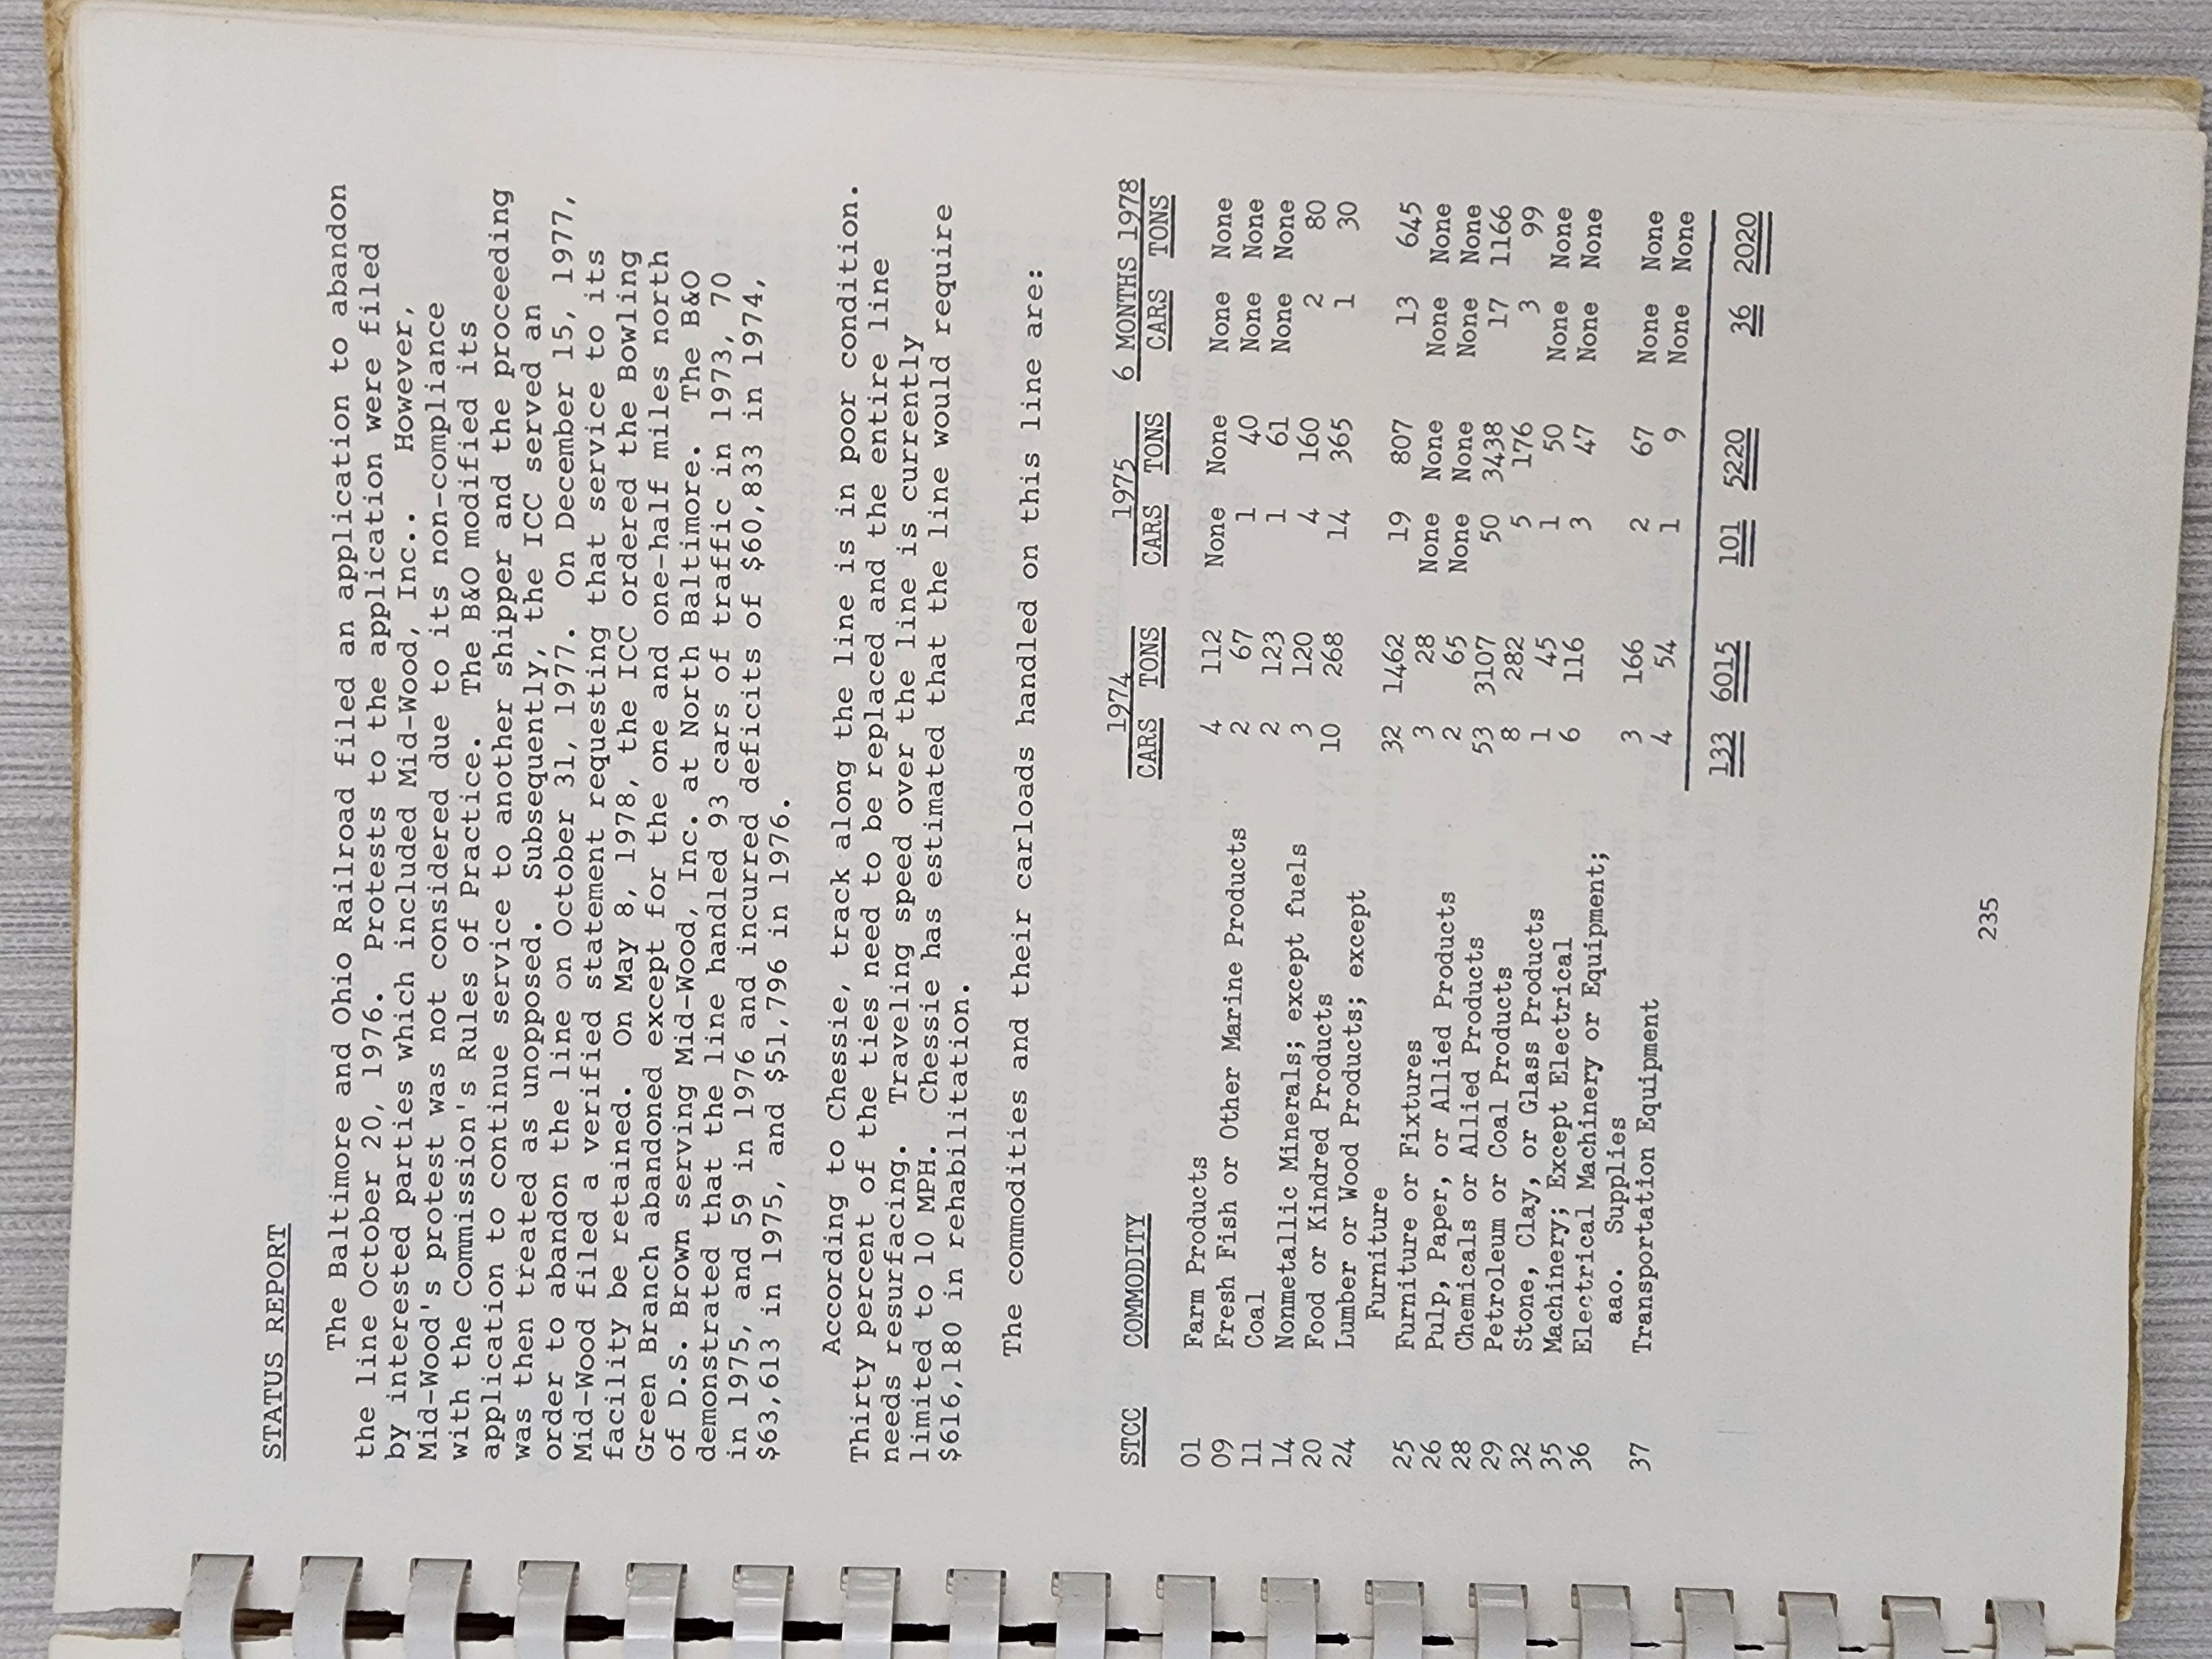 STATUS REPORT
The Baltimore and Ohio Railroad filed an application to abandon
the line October 20, 1976. Protests to the application were filed
by interested parties which included Mid-Wood, Inc.. However,
Mid-Wood's protest was not considered due to its non-compliance
with the Commission's Rules of Practice. The B&O modified its
application to continue service to another shipper and the proceeding
was then treated as unopposed. Subsequently, the ICC served an
order to abandon the line on October 31, 1977. On December 15, 1977,
Mid-Wood filed a verified statement requesting that service to its
facility be retained. On May 8, 1978, the ICC ordered the Bowling
Green Branch abandoned except for the one and one-half miles north
of D.S. Brown serving Mid-Wood, Inc. at North Baltimore. The B&O
demonstrated that the line handled 93 cars of traffic in 1973, 70
in 1975, and 59 in 1976 and incurred deficits of $60,833 in 1974,
$63,613 in 1975, and $51,796 in 1976.
According to Chessie, track along the line is in poor condition.
Thirty percent of the ties need to be replaced and the entire line
needs resurfacing. Traveling speed over the line is currently
limited to 10 MPH. Chessie has estimated that the line would require
$616,180 in rehabilitation.
The commodities and their carloads handled on this line are:
1974 1975 6 MONTHS 1978
STCC COMMODITY CARS TONS CARS TONS CARS TONS
01 Farm Products 4 112 None None None None
09 Fresh Fish or Other Marine Products 2 67 1 40 None None
11 Coal 2 123 1 61 None None
14 Nonmetallic Minerals; except fuels 3 120 4 160 2 80
20 Food or Kindred Products 10 268 14 365 1 30
24 Lumber or Wood Products; except
Furniture 32 1462 19 807 13 645
25 Furniture or Fixtures 3 28 None None None None
26 Pulp, Paper, or Allied Products 2 65 None None None None
28 Chemicals or Allied Products 53 3107 50 3438 17 1166
29 Petroleum or Coal Products 8 282 5 176 3 99
32 Stone, Clay, or Glass Products 1 45 1 50 None None
35 Machinery; Except Electrical 6 116 3 47 None None
36 Electrical Machinery or Equipment;
aao. Supplies 3 166 2 67 None None
37 Transportation Equipment 4 54 1 9 None None
133 6015 101 5220 36 2020
235